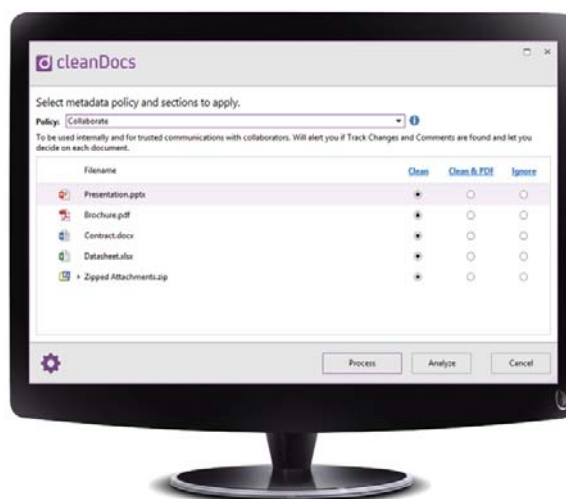 cleanDocs
Select metadata policy and sections to apply.
Policy: Collaborate
To be used internally and for trusted communications with collaborators. Will alert you if Track Changes and Comments are found and let you
decide on each document.
Filename Clean Clean & PDF Ignore
Presentation.pptx
Brochure.pdf
Contract.docx
Datasheet.xlsx
Zipped Attachments.zip
Process Analyze Cancel